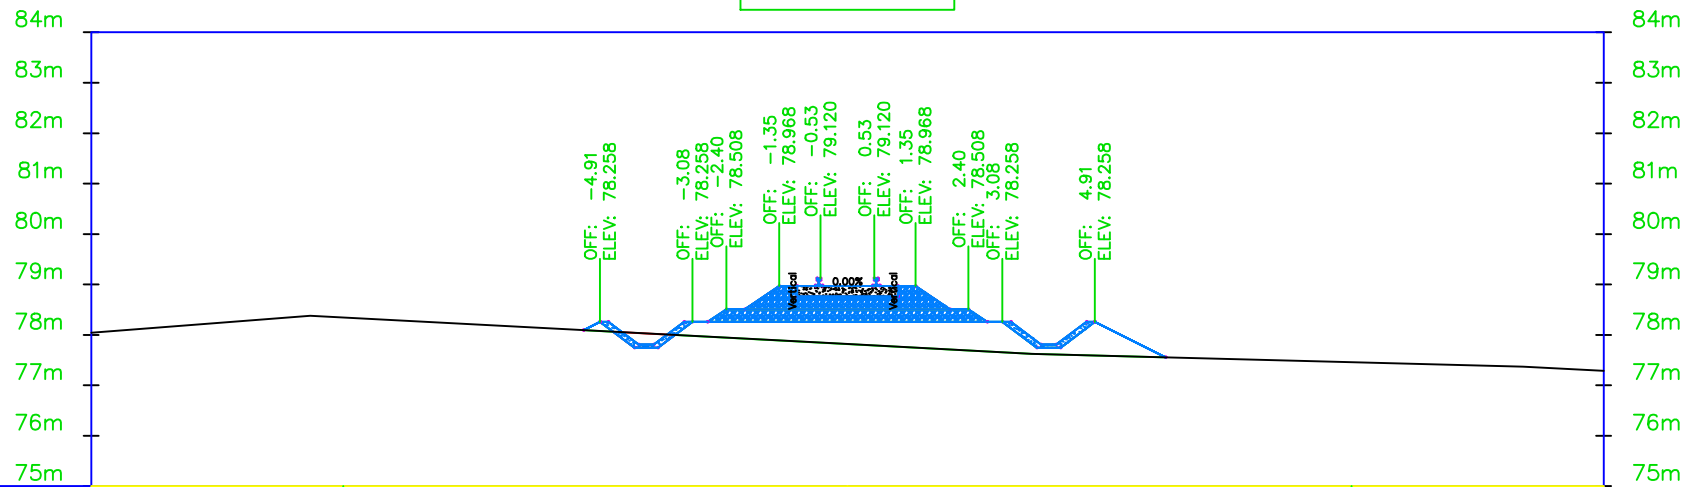 84m
83m
82m
81m
80m
79m
78m
77m
76m
75m
OFF: -4.91
ELEV: 78.258
OFF: -3.08
ELEV: 78.258
OFF: -2.40
ELEV: 78.508
OFF: -1.35
ELEV: 78.968
OFF: -0.53
ELEV: 79.120
OFF: 0.53
ELEV: 79.120
OFF: 1.35
ELEV: 78.968
OFF: 2.40
ELEV: 78.508
OFF: 3.08
ELEV: 78.258
OFF: 4.91
ELEV: 78.258
Vertical
0.00%
Vertical
84m
83m
82m
81m
80m
79m
78m
77m
76m
75m